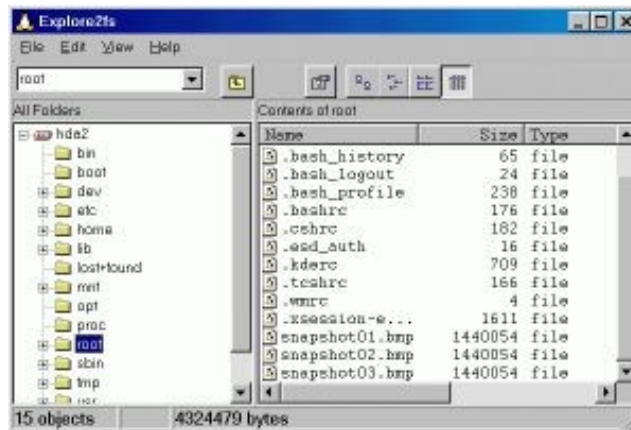 Explore2fs
File Edit View Help
root
All Folders
Contents of root
hda2
bin
boot
dev
etc
home
lib
lost+found
mnt
opt
proc
root
sbin
tmp
usr
Name Size Type
.bash_history 65 file
.bash_logout 24 file
.bash_profile 238 file
.bashrc 176 file
.cshrc 182 file
.esd_auth 16 file
.kderc 709 file
.tcshrc 166 file
.wmrc 4 file
.xsession-e... 1611 file
snapshot01.bmp 1440054 file
snapshot02.bmp 1440054 file
snapshot03.bmp 1440054 file
15 objects 4324479 bytes